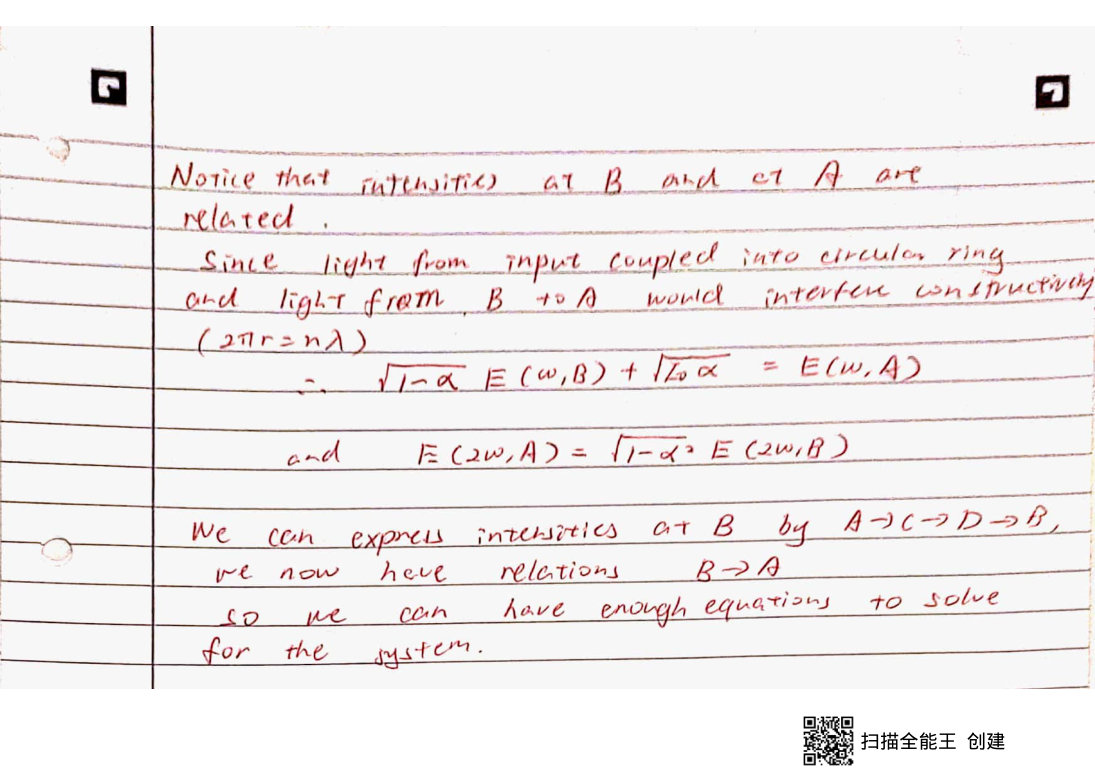 Notice that intensities at B and at A are
related.
Since light from input coupled into circular ring
and light from B to A would interfere constructively
(2πr=nλ)
∴ √(1-α) E(ω,B) + √(I₀α) = E(ω,A)
and E(2ω,A) = √(1-α²) E(2ω,B)
We can express intensities at B by A→C→D→B,
we now have relations B→A
so we can have enough equations to solve
for the system.
扫描全能王 创建